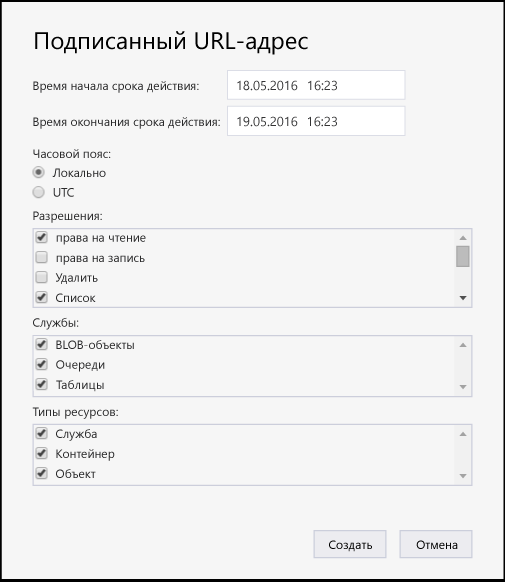 Подписанный URL-адрес
Время начала срока действия: 18.05.2016 16:23
Время окончания срока действия: 19.05.2016 16:23
Часовой пояс:
Локально
UTC
Разрешения:
права на чтение
права на запись
Удалить
Список
Службы:
BLOB-объекты
Очереди
Таблицы
Типы ресурсов:
Служба
Контейнер
Объект
Создать Отмена